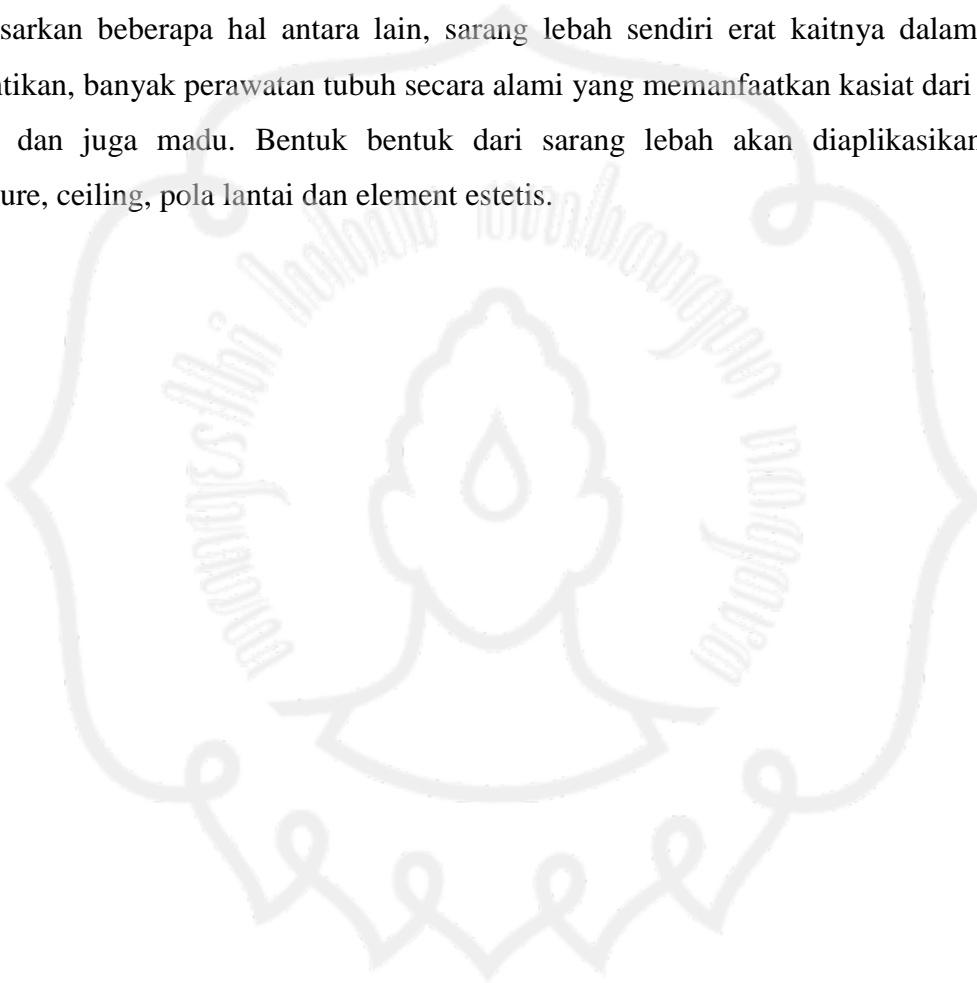 sarkan beberapa hal antara lain, sarang lebah sendiri erat kaitnya dalam
ntikan, banyak perawatan tubuh secara alami yang memanfaatkan kasiat dari
dan juga madu. Bentuk bentuk dari sarang lebah akan diaplikasikan
ure, ceiling, pola lantai dan element estetis.